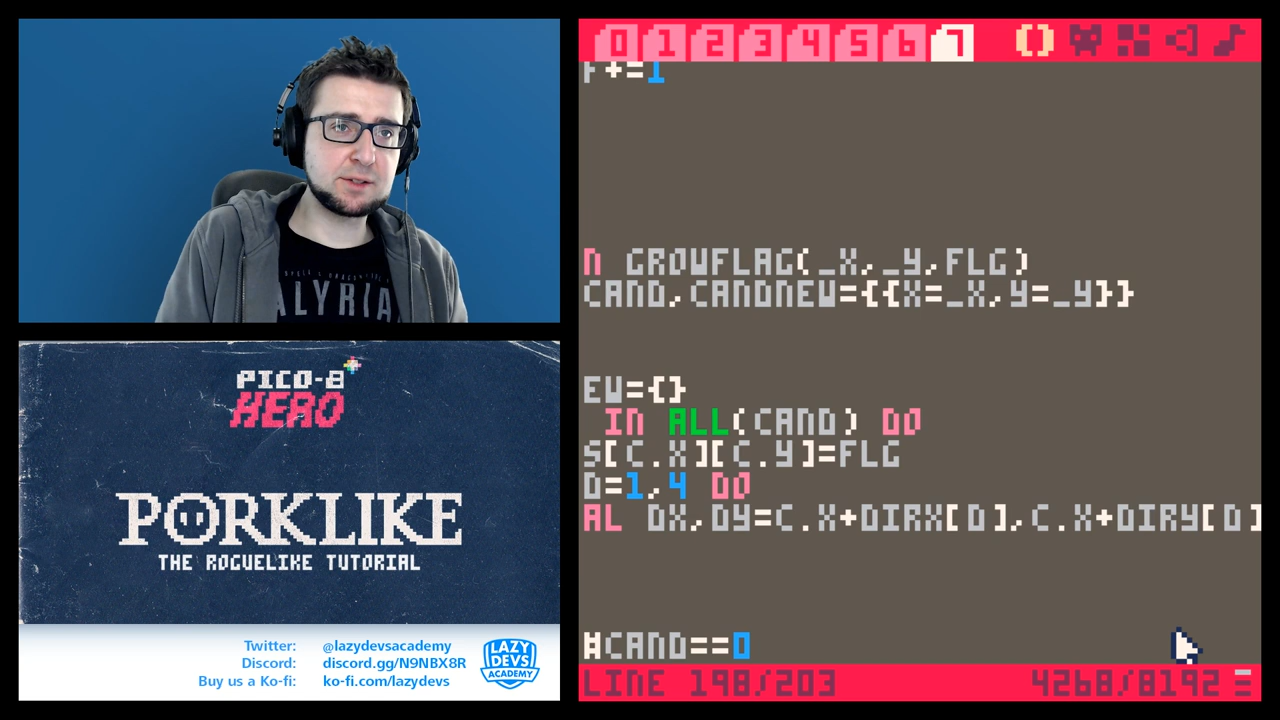 0 1 2 3 4 5 6 7 ()
F +=1
N GROWFLAG(_X,_Y,FLG)
CAND,CANDNEW={{X=_X,Y=_Y}}
EW={}
IN ALL(CAND) DO
S[C.X][C.Y]=FLG
D=1,4 DO
AL DX,DY=C.X+DIRX[D],C.X+DIRY[D]
#CAND==0
LINE 198/203 4268/8192
ALYRIA
PICO-8
HERO
PORKLIKE
THE ROGUELIKE TUTORIAL
Twitter: @lazydevsacademy
Discord: discord.gg/N9NBX8R
Buy us a Ko-fi: ko-fi.com/lazydevs
LAZY
DEVS
ACADEMY